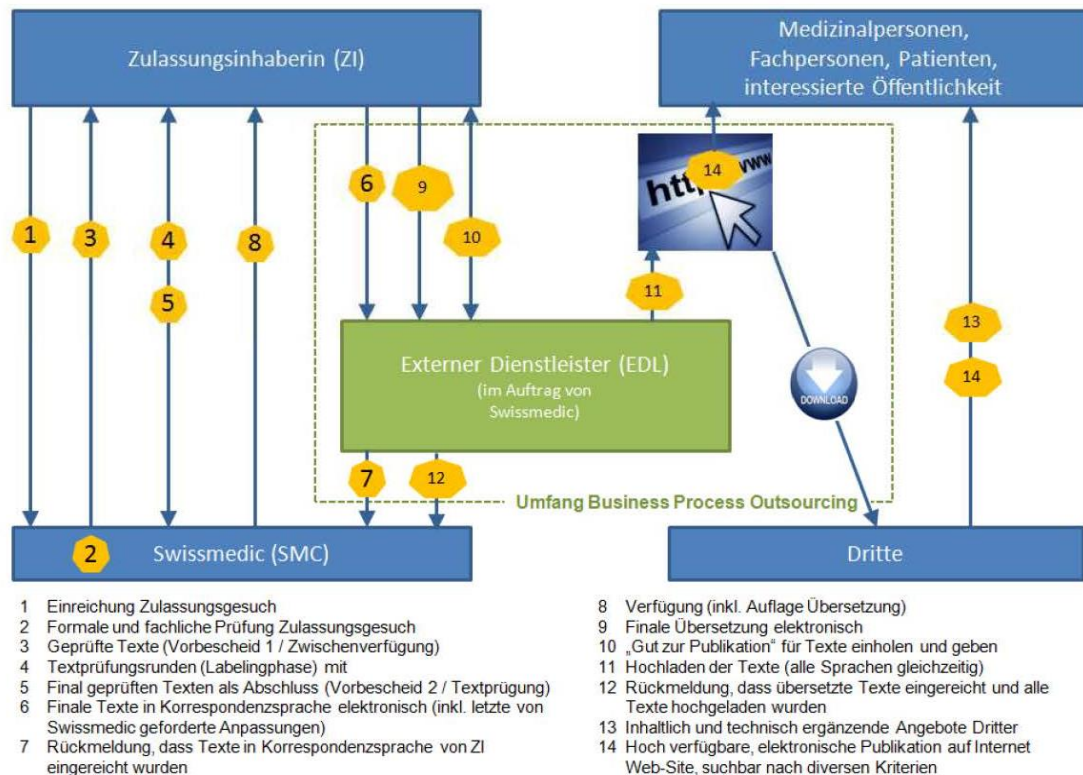 Zulassungsinhaberin (ZI)
Medizinalpersonen,
Fachpersonen, Patienten,
interessierte Öffentlichkeit
http
www
14
6
9
1
3
4
8
10
5
11
13
14
Externer Dienstleister (EDL)
(im Auftrag von
Swissmedic)
DOWNLOAD
7
12
Umfang Business Process Outsourcing
2
Swissmedic (SMC)
Dritte
1 Einreichung Zulassungsgesuch
2 Formale und fachliche Prüfung Zulassungsgesuch
3 Geprüfte Texte (Vorbescheid 1 / Zwischenverfügung)
4 Textprüfungsrunden (Labelingphase) mit
5 Final geprüften Texten als Abschluss (Vorbescheid 2 / Textprügung)
6 Finale Texte in Korrespondenzsprache elektronisch (inkl. letzte von
Swissmedic geforderte Anpassungen)
7 Rückmeldung, dass Texte in Korrespondenzsprache von ZI
eingereicht wurden
8 Verfügung (inkl. Auflage Übersetzung)
9 Finale Übersetzung elektronisch
10 „Gut zur Publikation" für Texte einholen und geben
11 Hochladen der Texte (alle Sprachen gleichzeitig)
12 Rückmeldung, dass übersetzte Texte eingereicht und alle
Texte hochgeladen wurden
13 Inhaltlich und technisch ergänzende Angebote Dritter
14 Hoch verfügbare, elektronische Publikation auf Internet
Web-Site, suchbar nach diversen Kriterien